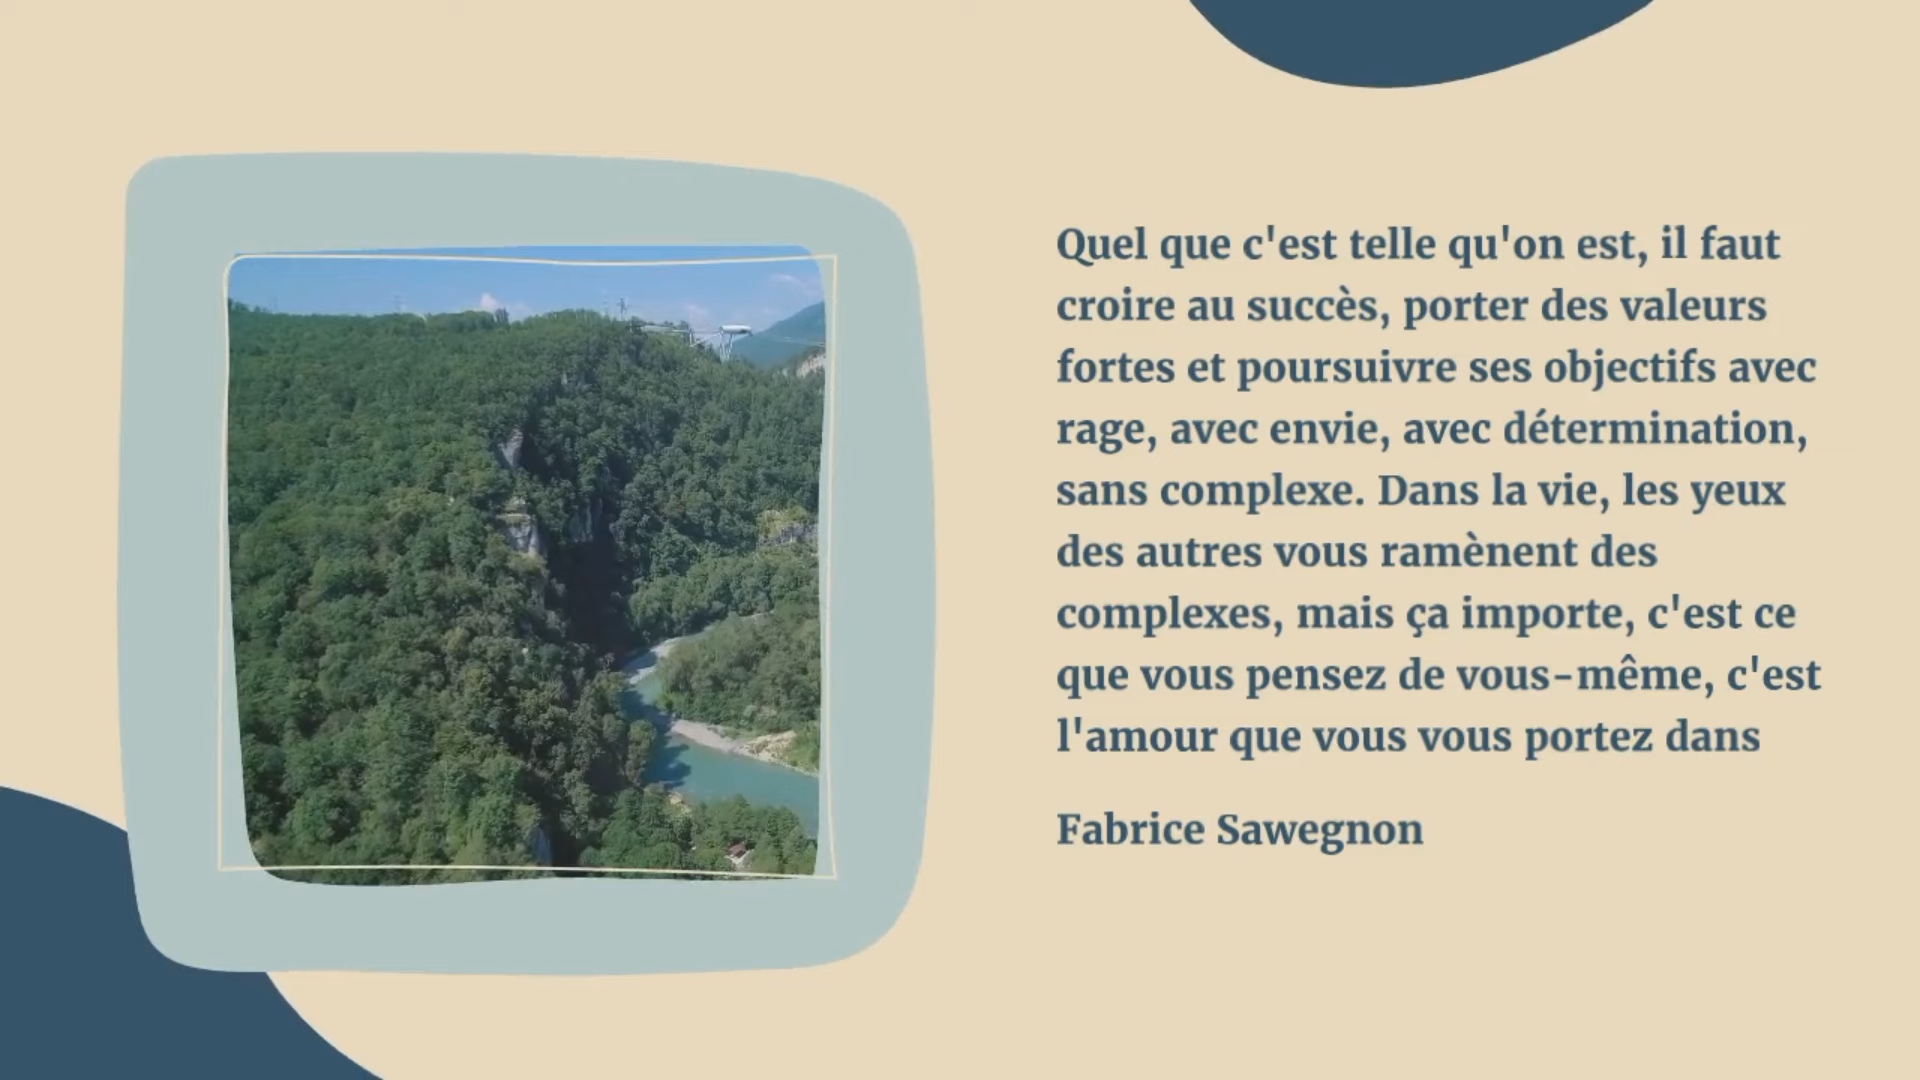 Quel que c'est telle qu'on est, il faut
croire au succès, porter des valeurs
fortes et poursuivre ses objectifs avec
rage, avec envie, avec détermination,
sans complexe. Dans la vie, les yeux
des autres vous ramènent des
complexes, mais ça importe, c'est ce
que vous pensez de vous-même, c'est
l'amour que vous vous portez dans
Fabrice Sawegnon